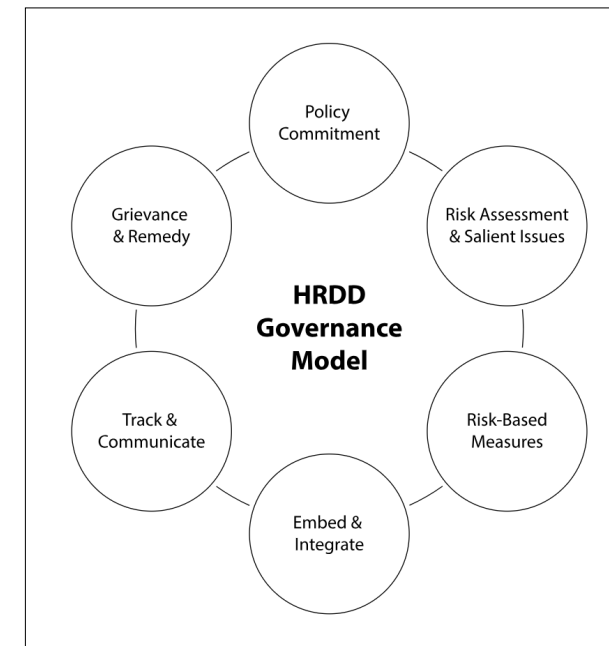 Policy
Commitment
Grievance
& Remedy
Risk Assessment
& Salient Issues
HRDD
Governance
Model
Track &
Communicate
Risk-Based
Measures
Embed &
Integrate